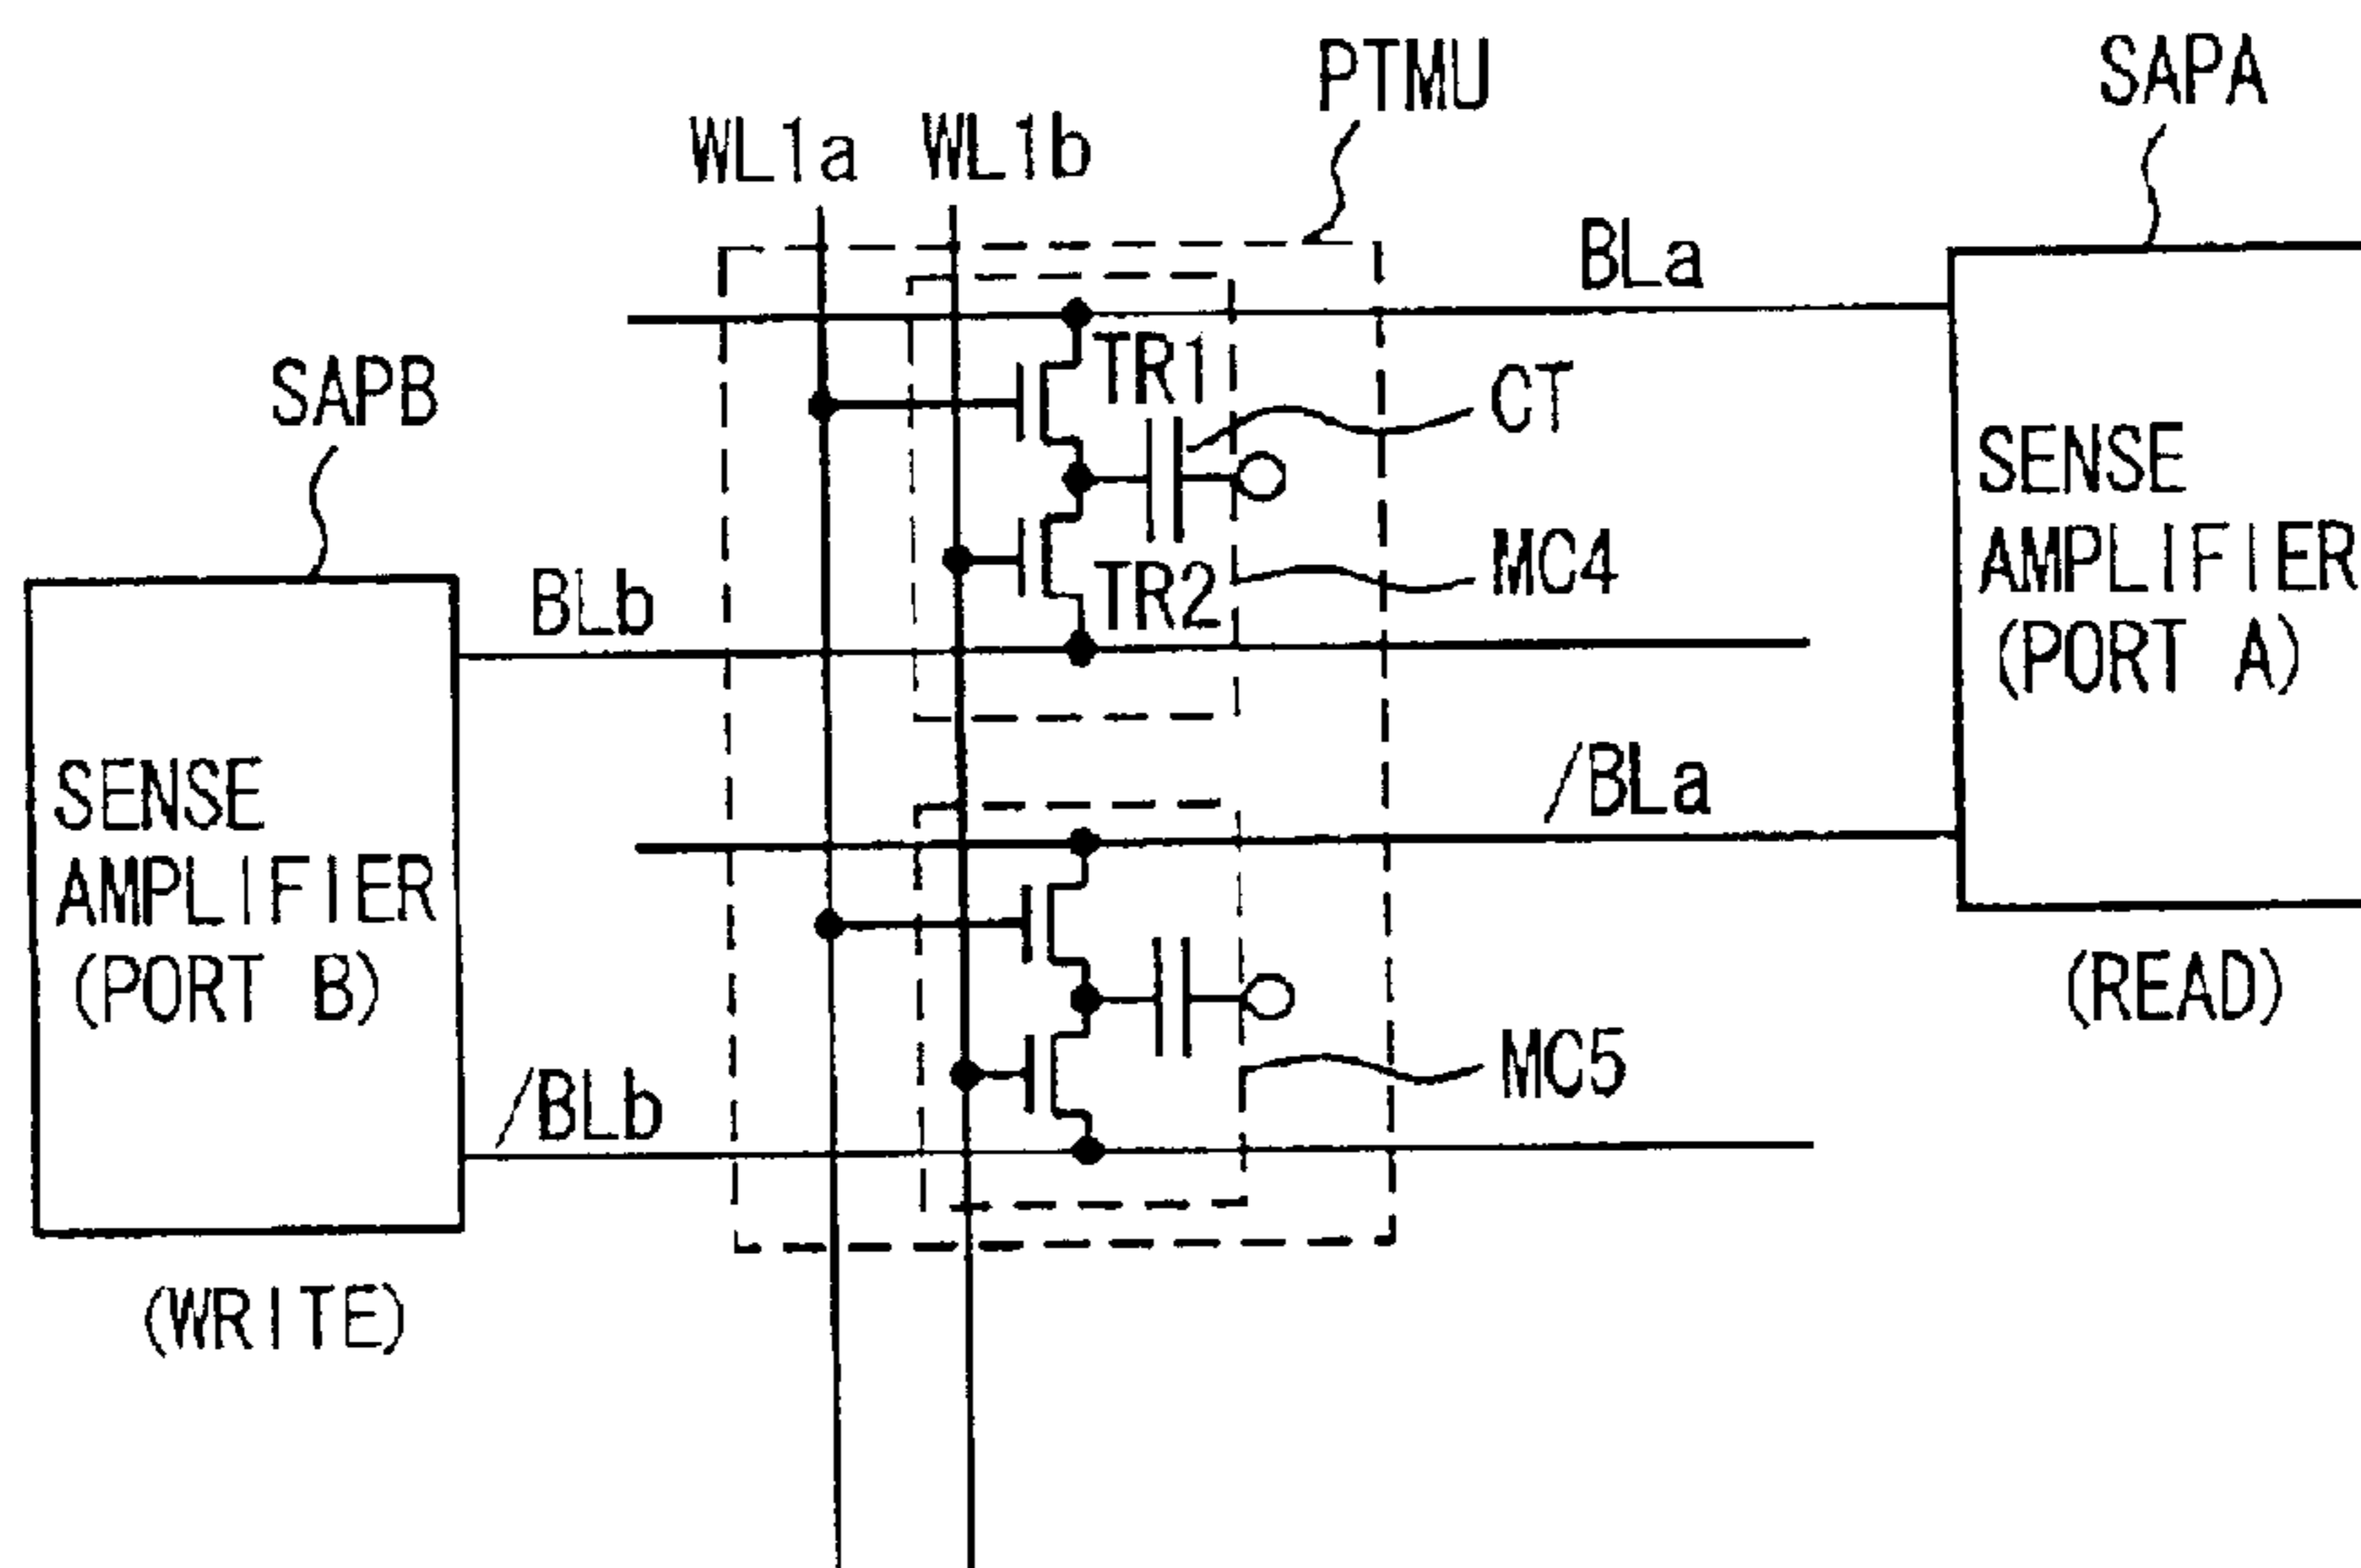 PTMU
SAPA
WL1a
WL1b
BLa
SAPB
TR1
CT
SENSE
AMPLIFIER
(PORT A)
MC4
BLb
TR2
/BLa
SENSE
AMPLIFIER
(PORT B)
(READ)
MC5
/BLb
(WRITE)